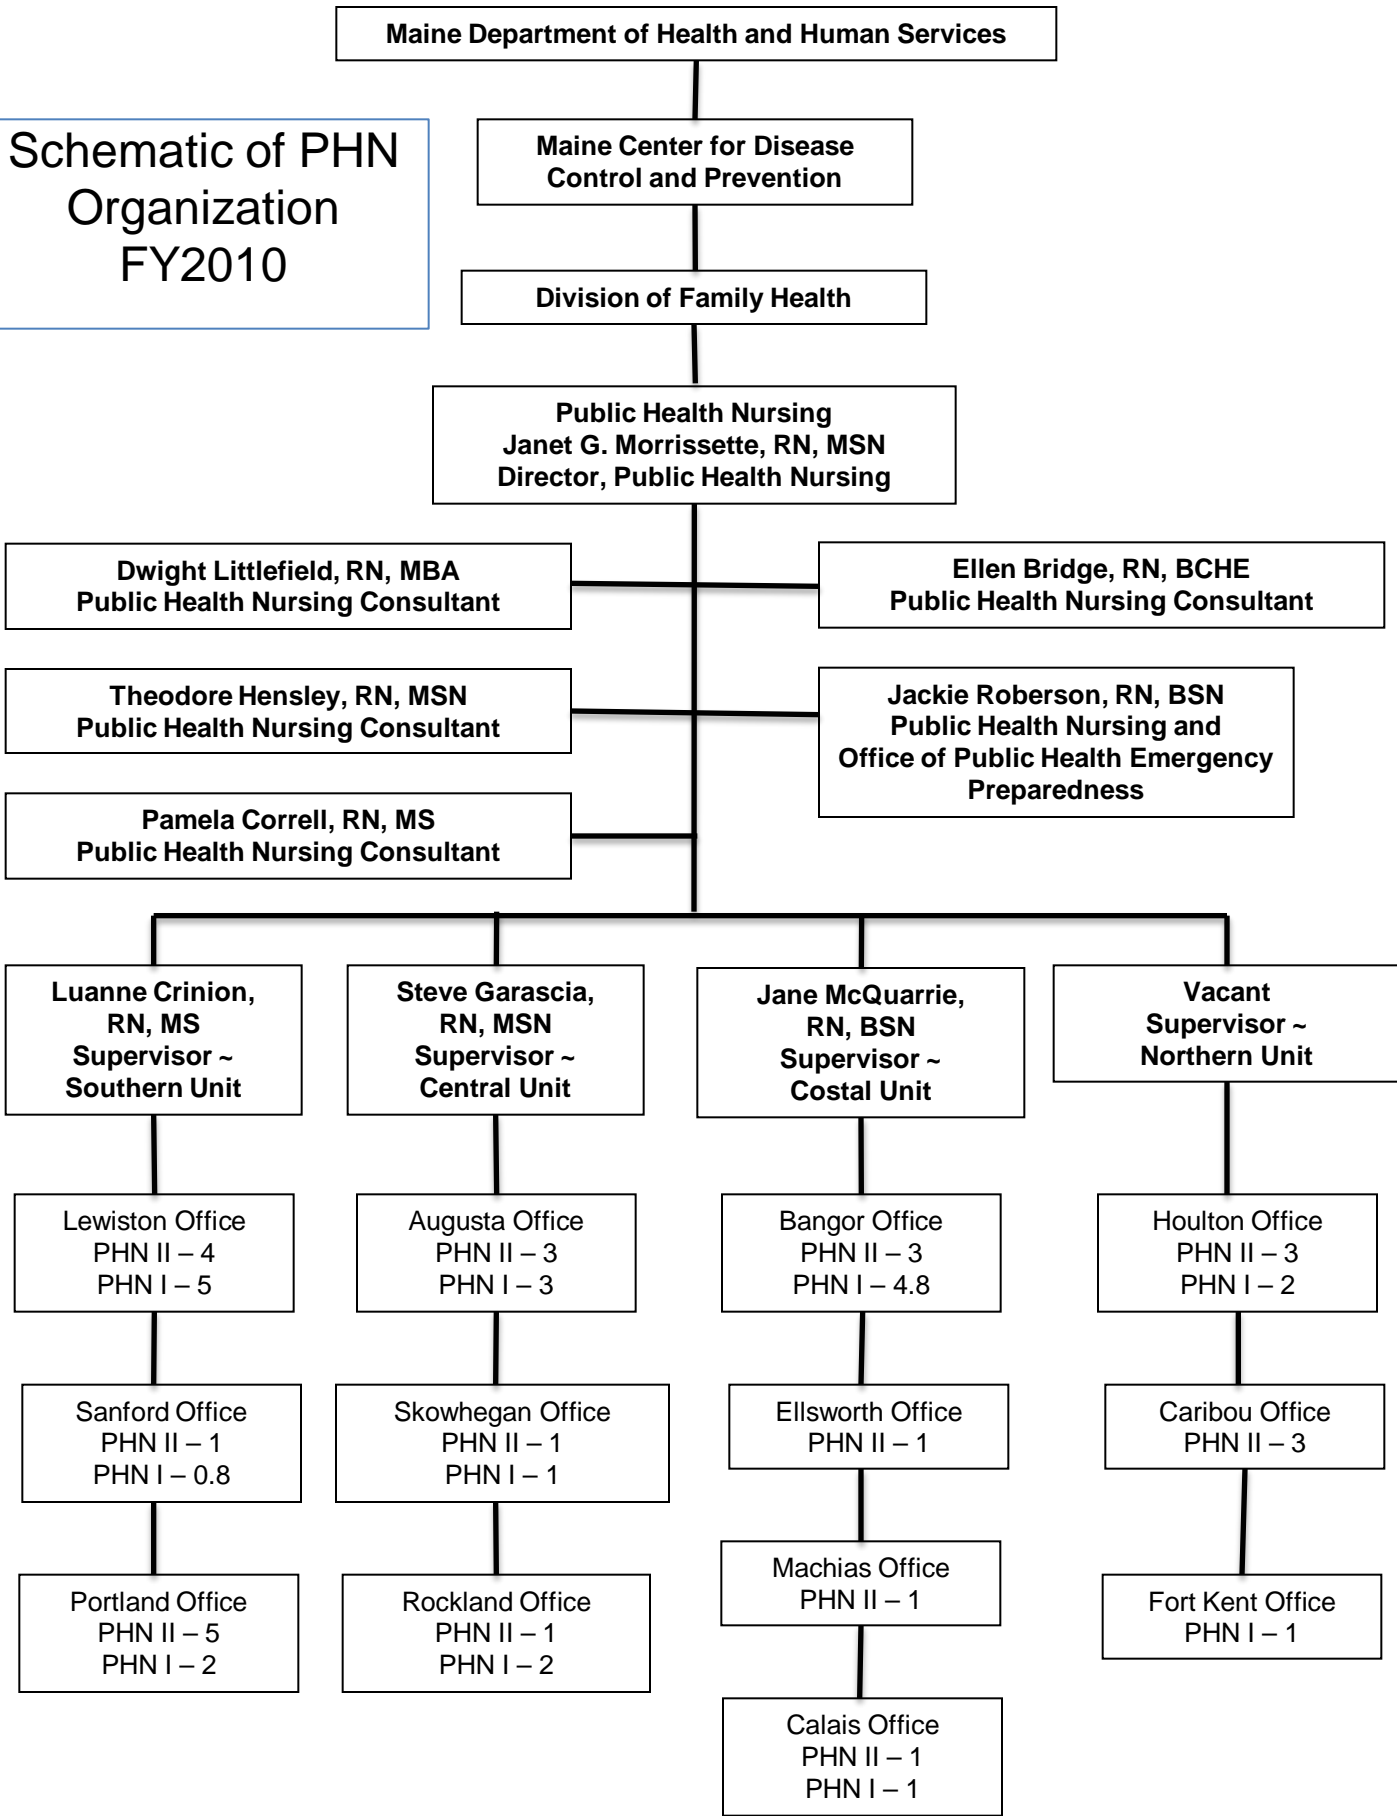 Maine Department of Health and Human Services
Schematic of PHN
Organization
FY2010
Maine Center for Disease
Control and Prevention
Division of Family Health
Public Health Nursing
Janet G. Morrissette, RN, MSN
Director, Public Health Nursing
Dwight Littlefield, RN, MBA
Public Health Nursing Consultant
Ellen Bridge, RN, BCHE
Public Health Nursing Consultant
Theodore Hensley, RN, MSN
Public Health Nursing Consultant
Jackie Roberson, RN, BSN
Public Health Nursing and
Office of Public Health Emergency
Preparedness
Pamela Correll, RN, MS
Public Health Nursing Consultant
Luanne Crinion,
RN, MS
Supervisor ~
Southern Unit
Steve Garascia,
RN, MSN
Supervisor ~
Central Unit
Jane McQuarrie,
RN, BSN
Supervisor ~
Costal Unit
Vacant
Supervisor ~
Northern Unit
Lewiston Office
PHN II – 4
PHN I – 5
Augusta Office
PHN II – 3
PHN I – 3
Bangor Office
PHN II – 3
PHN I – 4.8
Houlton Office
PHN II – 3
PHN I – 2
Sanford Office
PHN II – 1
PHN I – 0.8
Skowhegan Office
PHN II – 1
PHN I – 1
Ellsworth Office
PHN II – 1
Caribou Office
PHN II – 3
Machias Office
PHN II – 1
Portland Office
PHN II – 5
PHN I – 2
Rockland Office
PHN II – 1
PHN I – 2
Fort Kent Office
PHN I – 1
Calais Office
PHN II – 1
PHN I – 1